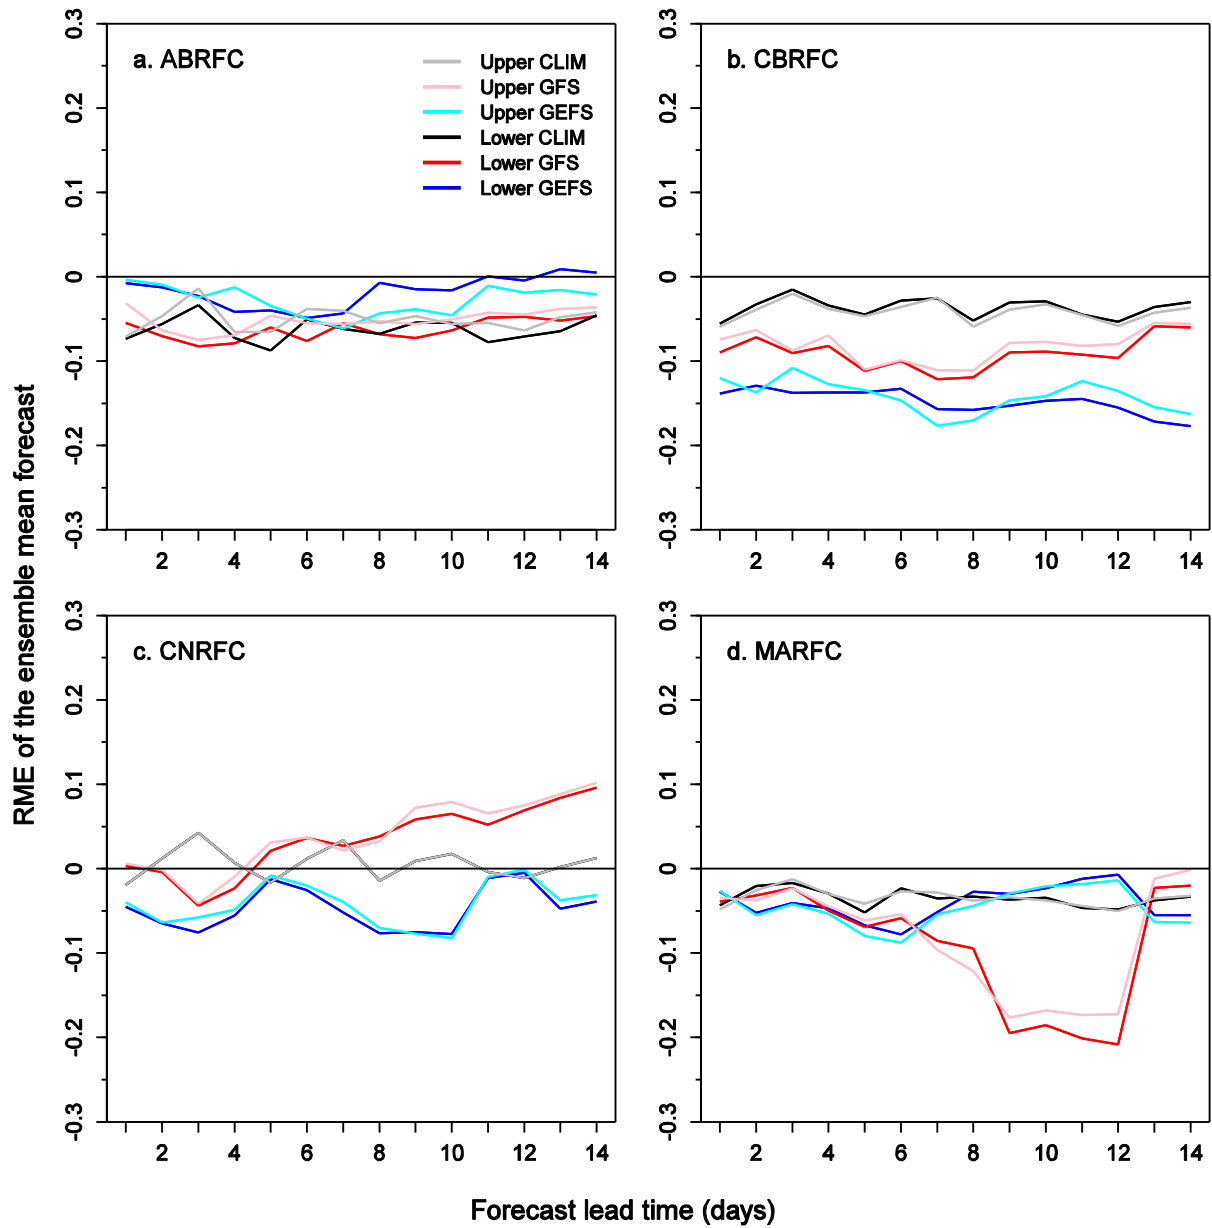 RME of the ensemble mean forecast
a. ABRFC
Upper CLIM
Upper GFS
Upper GEFS
Lower CLIM
Lower GFS
Lower GEFS
0.3
0.2
0.1
0
-0.1
-0.2
-0.3
2 4 6 8 10 12 14
b. CBRFC
0.3
0.2
0.1
0
-0.1
-0.2
-0.3
2 4 6 8 10 12 14
c. CNRFC
0.3
0.2
0.1
0
-0.1
-0.2
-0.3
2 4 6 8 10 12 14
d. MARFC
0.3
0.2
0.1
0
-0.1
-0.2
-0.3
2 4 6 8 10 12 14
Forecast lead time (days)